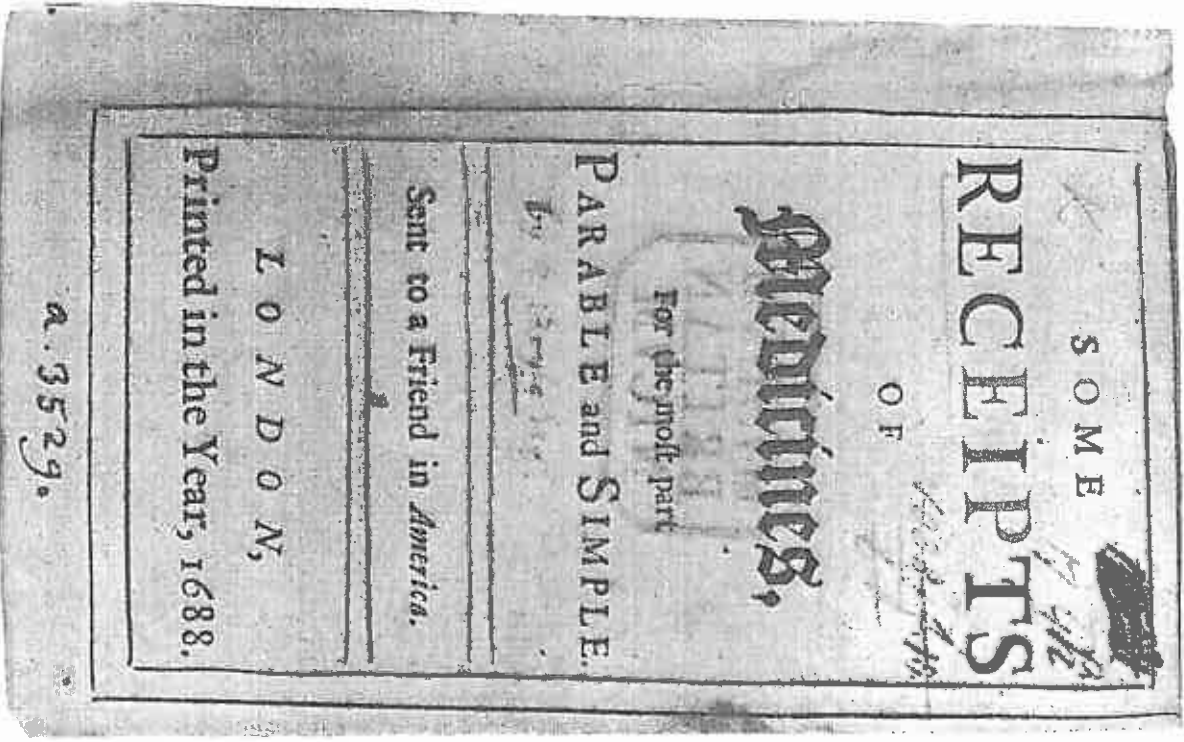 SOME
RECEIPTS
OF
Medicines,
For the moſt part
PARABLE and SIMPLE.
by
Sent to a Friend in America.
LONDON,
Printed in the Year, 1688.
a.3529.